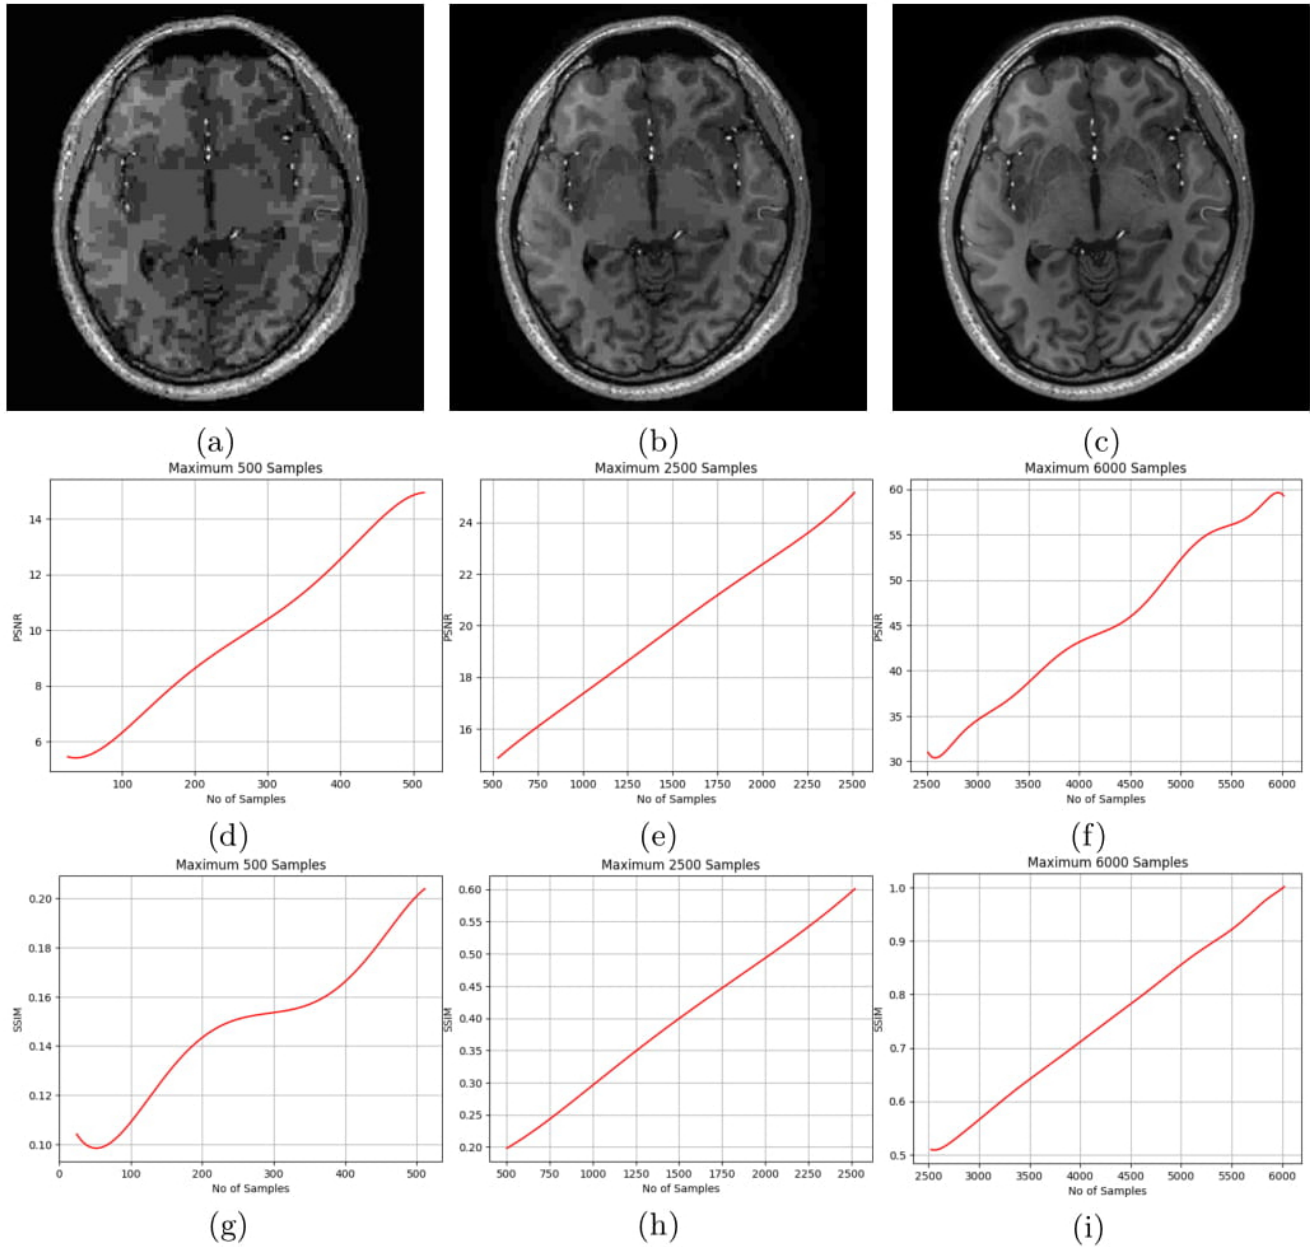 (a) (b) (c)
Maximum 500 Samples
PSNR
14
12
10
8
6
100 200 300 400 500
No of Samples
(d)
Maximum 2500 Samples
PSNR
24
22
20
18
16
500 750 1000 1250 1500 1750 2000 2250 2500
No of Samples
(e)
Maximum 6000 Samples
PSNR
60
55
50
45
40
35
30
2500 3000 3500 4000 4500 5000 5500 6000
No of Samples
(f)
Maximum 500 Samples
SSIM
0.20
0.18
0.16
0.14
0.12
0.10
0 100 200 300 400 500
No of Samples
(g)
Maximum 2500 Samples
SSIM
0.60
0.55
0.50
0.45
0.40
0.35
0.30
0.25
0.20
500 750 1000 1250 1500 1750 2000 2250 2500
No of Samples
(h)
Maximum 6000 Samples
SSIM
1.0
0.9
0.8
0.7
0.6
0.5
2500 3000 3500 4000 4500 5000 5500 6000
No of Samples
(i)